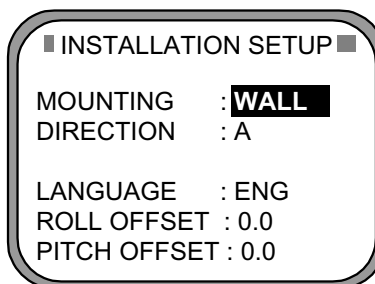 INSTALLATION SETUP
MOUNTING : WALL
DIRECTION : A
LANGUAGE : ENG
ROLL OFFSET : 0.0
PITCH OFFSET : 0.0